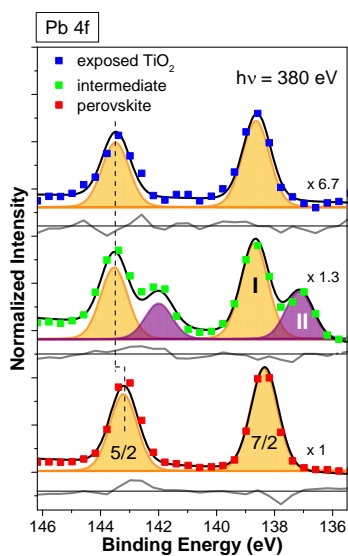 Pb 4f
exposed TiO₂
intermediate
perovskite
hν = 380 eV
x 6.7
x 1.3
I
II
5/2
7/2
x 1
146 144 142 140 138 136
Binding Energy (eV)
Normalized Intensity